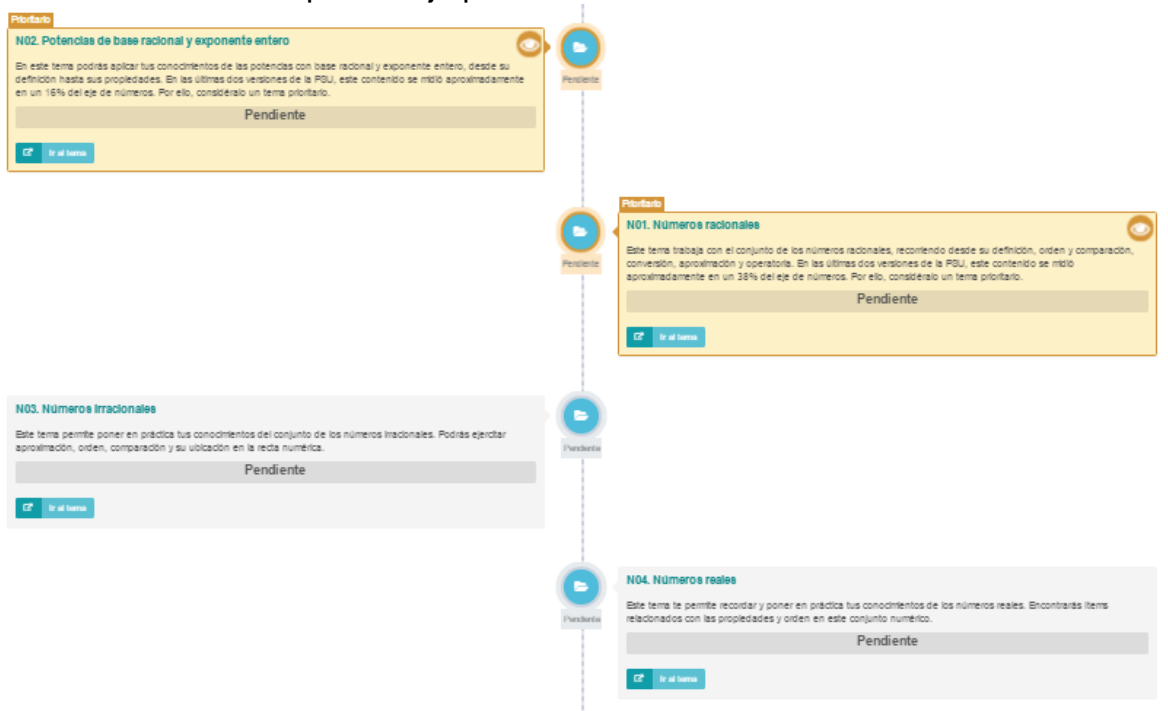 Prioritario
N02. Potencias de base racional y exponente entero
En este tema podrás aplicar tus conocimientos de las potencias con base racional y exponente entero, desde su
definición hasta sus propiedades. En las últimas dos versiones de la PSU, este contenido se midió aproximadamente
en un 16% del eje de números. Por ello, considéralo un tema prioritario.
Pendiente
Ir al tema
Pendiente
Prioritario
N01. Números racionales
Este tema trabaja con el conjunto de los números racionales, recorriendo desde su definición, orden y comparación,
conversión, aproximación y operatoria. En las últimas dos versiones de la PSU, este contenido se midió
aproximadamente en un 38% del eje de números. Por ello, considéralo un tema prioritario.
Pendiente
Ir al tema
Pendiente
N03. Números irracionales
Este tema permite poner en práctica tus conocimientos del conjunto de los números irracionales. Podrás ejercitar
aproximación, orden, comparación y su ubicación en la recta numérica.
Pendiente
Ir al tema
Pendiente
N04. Números reales
Este tema te permite recordar y poner en práctica tus conocimientos de los números reales. Encontrarás ítems
relacionados con las propiedades y orden en este conjunto numérico.
Pendiente
Ir al tema
Pendiente